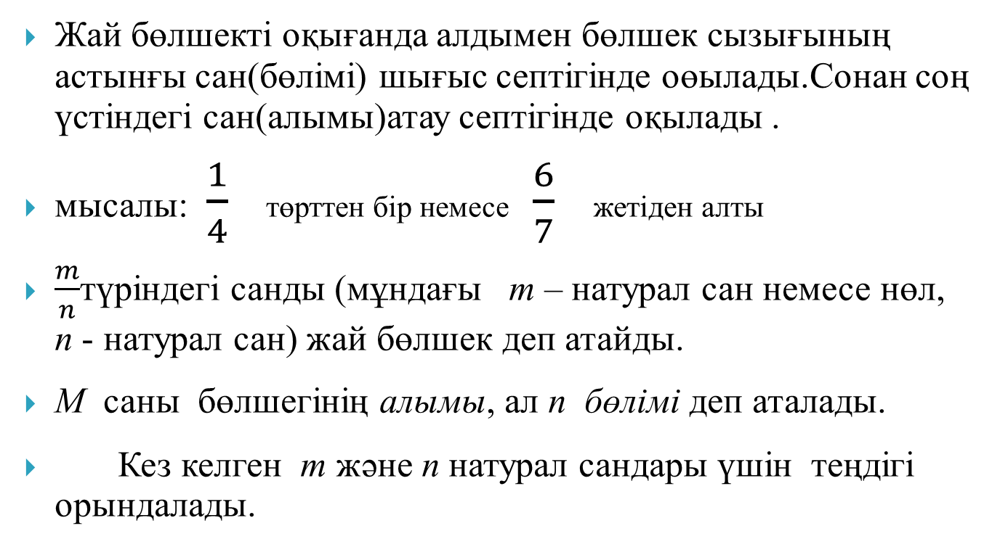 Жай бөлшекті оқығанда алдымен бөлшек сызығының
астынғы сан(бөлімі) шығыс септігінде оөылады.Сонан соң
үстіндегі сан(алымы)атау септігінде оқылады .
мысалы: 1/4 төрттен бір немесе 6/7 жетіден алты
m/n түріндегі санды (мұндағы m – натурал сан немесе нөл,
n - натурал сан) жай бөлшек деп атайды.
М саны бөлшегінің алымы, ал n бөлімі деп аталады.
Кез келген m және n натурал сандары үшін теңдігі
орындалады.